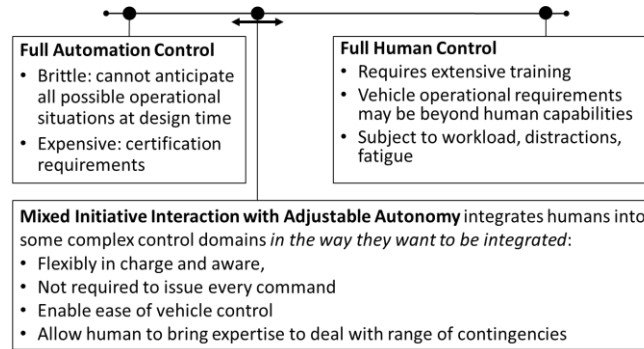 Full Automation Control
• Brittle: cannot anticipate
all possible operational
situations at design time
• Expensive: certification
requirements
Full Human Control
• Requires extensive training
• Vehicle operational requirements
may be beyond human capabilities
• Subject to workload, distractions,
fatigue
Mixed Initiative Interaction with Adjustable Autonomy integrates humans into
some complex control domains in the way they want to be integrated:
• Flexibly in charge and aware,
• Not required to issue every command
• Enable ease of vehicle control
• Allow human to bring expertise to deal with range of contingencies